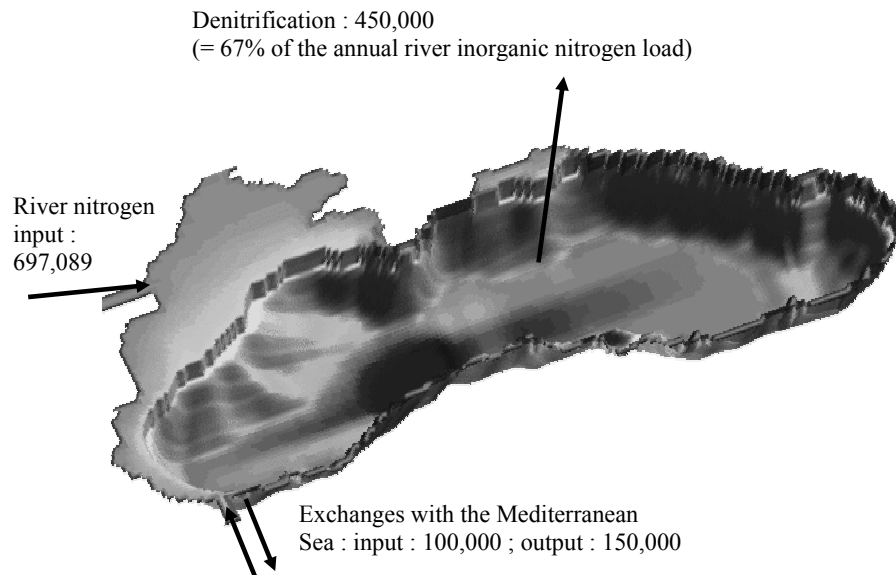 Denitrification : 450,000
(= 67% of the annual river inorganic nitrogen load)
River nitrogen
input :
697,089
Exchanges with the Mediterranean
Sea : input : 100,000 ; output : 150,000